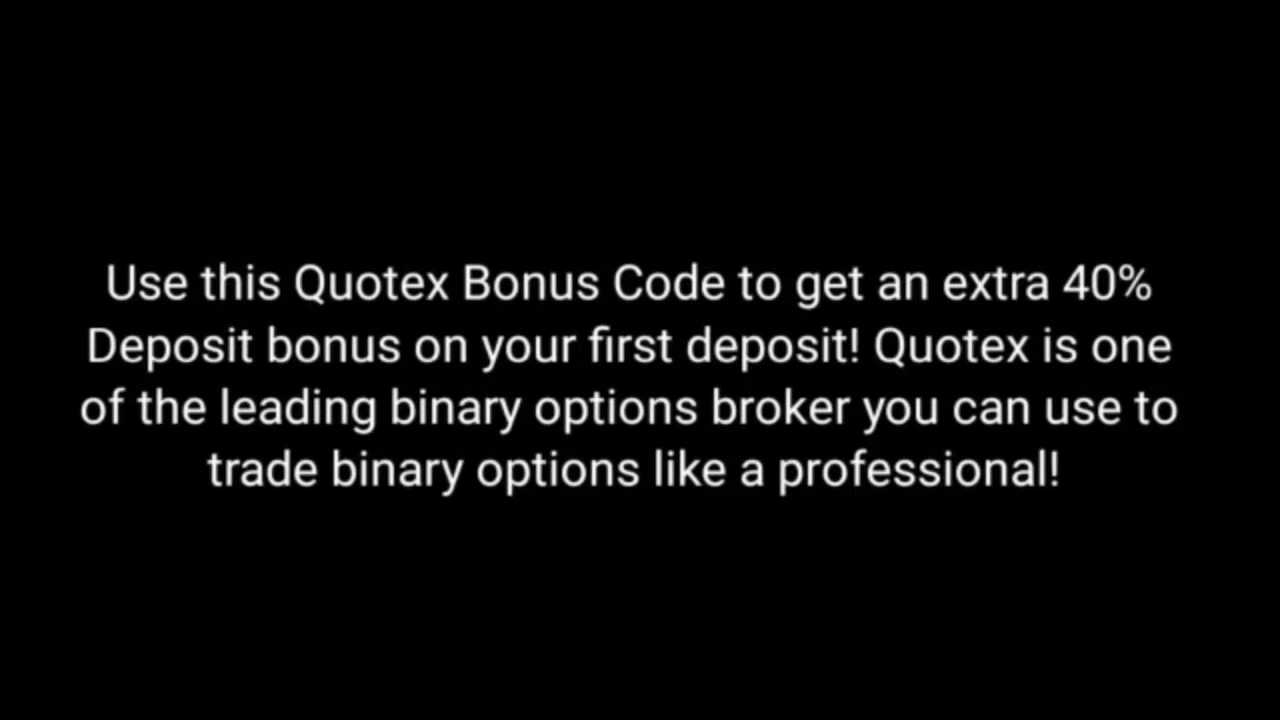 Use this Quotex Bonus Code to get an extra 40%
Deposit bonus on your first deposit! Quotex is one
of the leading binary options broker you can use to
trade binary options like a professional!